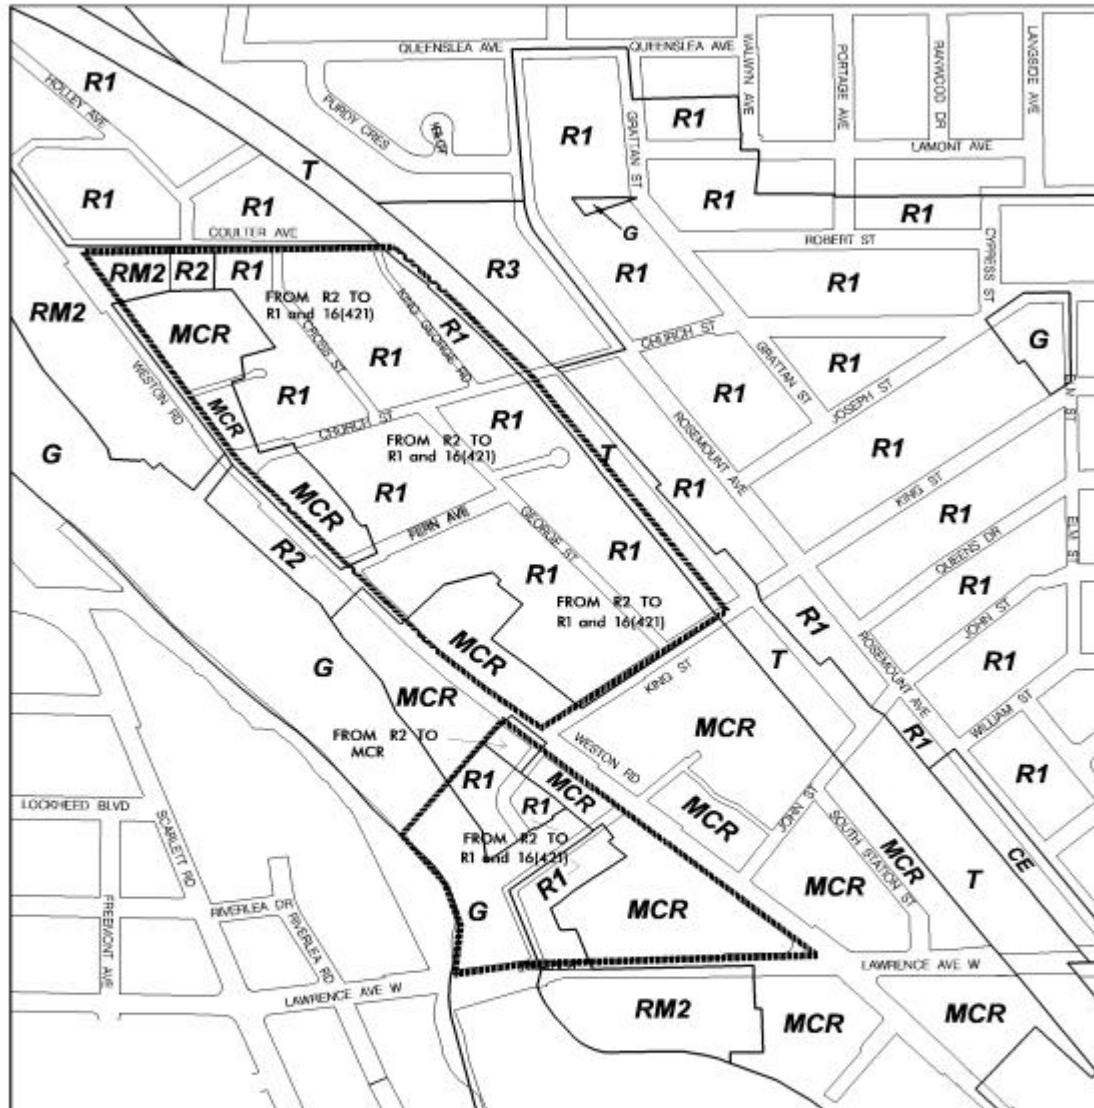 QUEENSLEA AVE
QUEENSLEA AVE
WALWYN AVE
PORTAGE AVE
RANWOOD DR
LANGSIDE AVE
HOLLEY AVE
R1
PURDY CRES
GRATTAN ST
R1
R1
LAMONT AVE
T
R1
R1
COULTER AVE
G
R1
R1
ROBERT ST
CYPRESS ST
RM2
R2
R1
R3
R1
R1
RM2
FROM R2 TO
R1 and 16(421)
KING GEORGE RD
R1
MCR
CROSS ST
R1
CHURCH ST
GRATTAN ST
R1
JOSEPH ST
G
ELM ST
WESTON RD
R1
MCR
CHURCH ST
R1
R1
ROSEMOUNT AVE
G
FROM R2 TO
R1 and 16(421)
T
R1
R1
KING ST
MCR
R1
FERN AVE
GEORGE ST
R1
QUEENS DR
ELM ST
R2
R1
R1
R1
JOHN ST
FROM R2 TO
R1 and 16(421)
R1
ROSEMOUNT AVE
R1
G
MCR
MCR
KING ST
T
WILLIAM ST
FROM R2 TO
MCR
WESTON RD
MCR
R1
R1
R1
MCR
R1
LOCKHEED BLVD
SCARLETT RD
MCR
JOHN ST
FROM R2 TO
R1 and 16(421)
SOUTH STATION ST
MCR
CE
R1
MCR
MCR
T
FREEMONT AVE
RIVERLEA DR
RIVERLEA RD
G
LAWRENCE AVE W
LAWRENCE AVE W
RM2
MCR
MCR